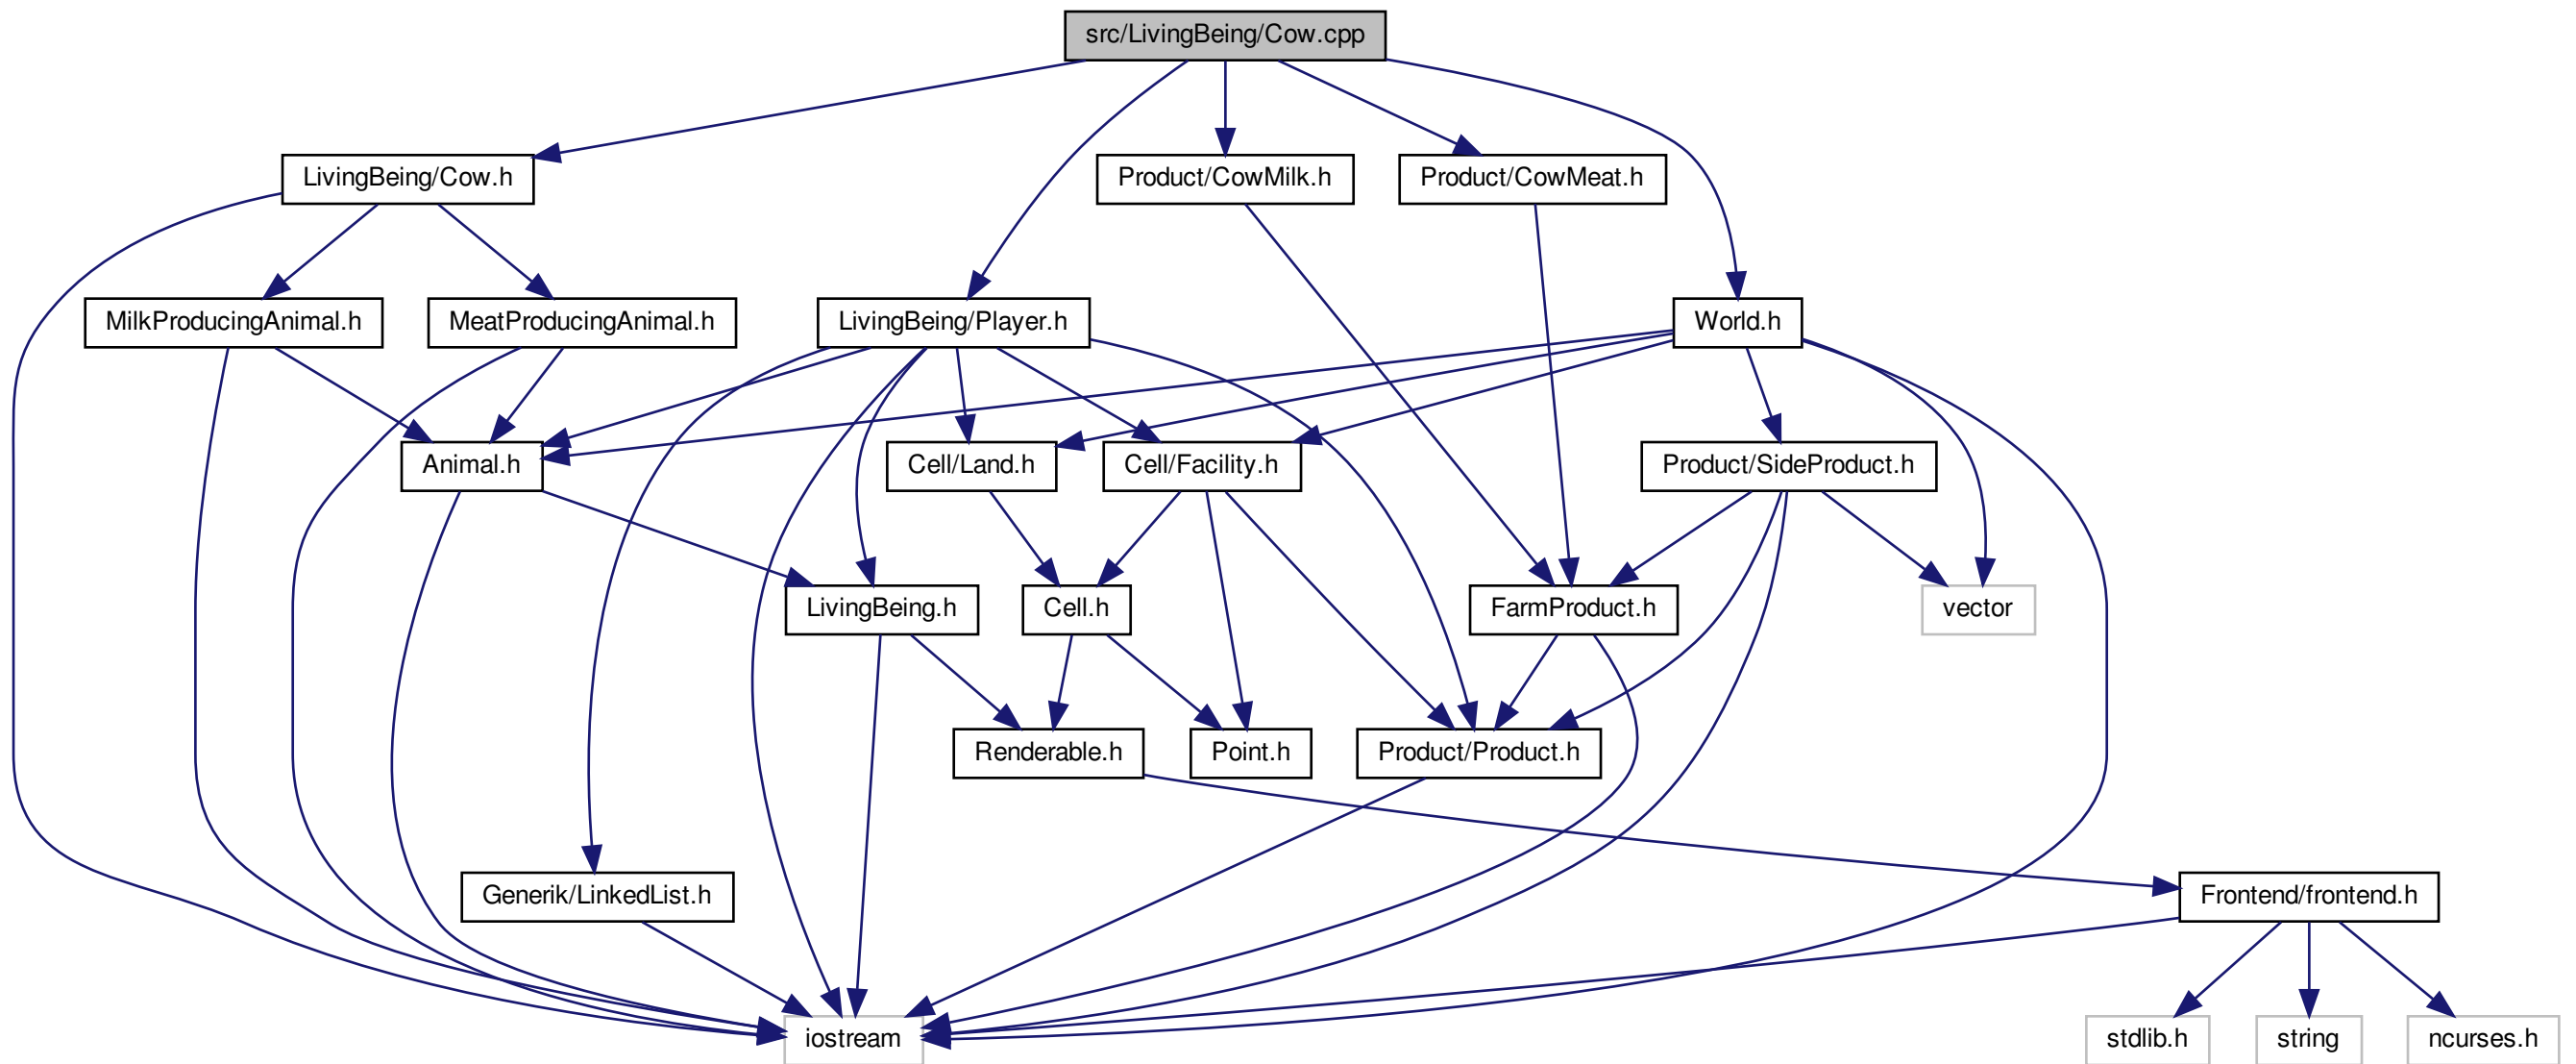 src/LivingBeing/Cow.cpp
LivingBeing/Cow.h
Product/CowMilk.h
Product/CowMeat.h
MilkProducingAnimal.h
MeatProducingAnimal.h
LivingBeing/Player.h
World.h
Animal.h
Cell/Land.h
Cell/Facility.h
Product/SideProduct.h
LivingBeing.h
Cell.h
FarmProduct.h
vector
Renderable.h
Point.h
Product/Product.h
Generik/LinkedList.h
Frontend/frontend.h
iostream
stdlib.h
string
ncurses.h